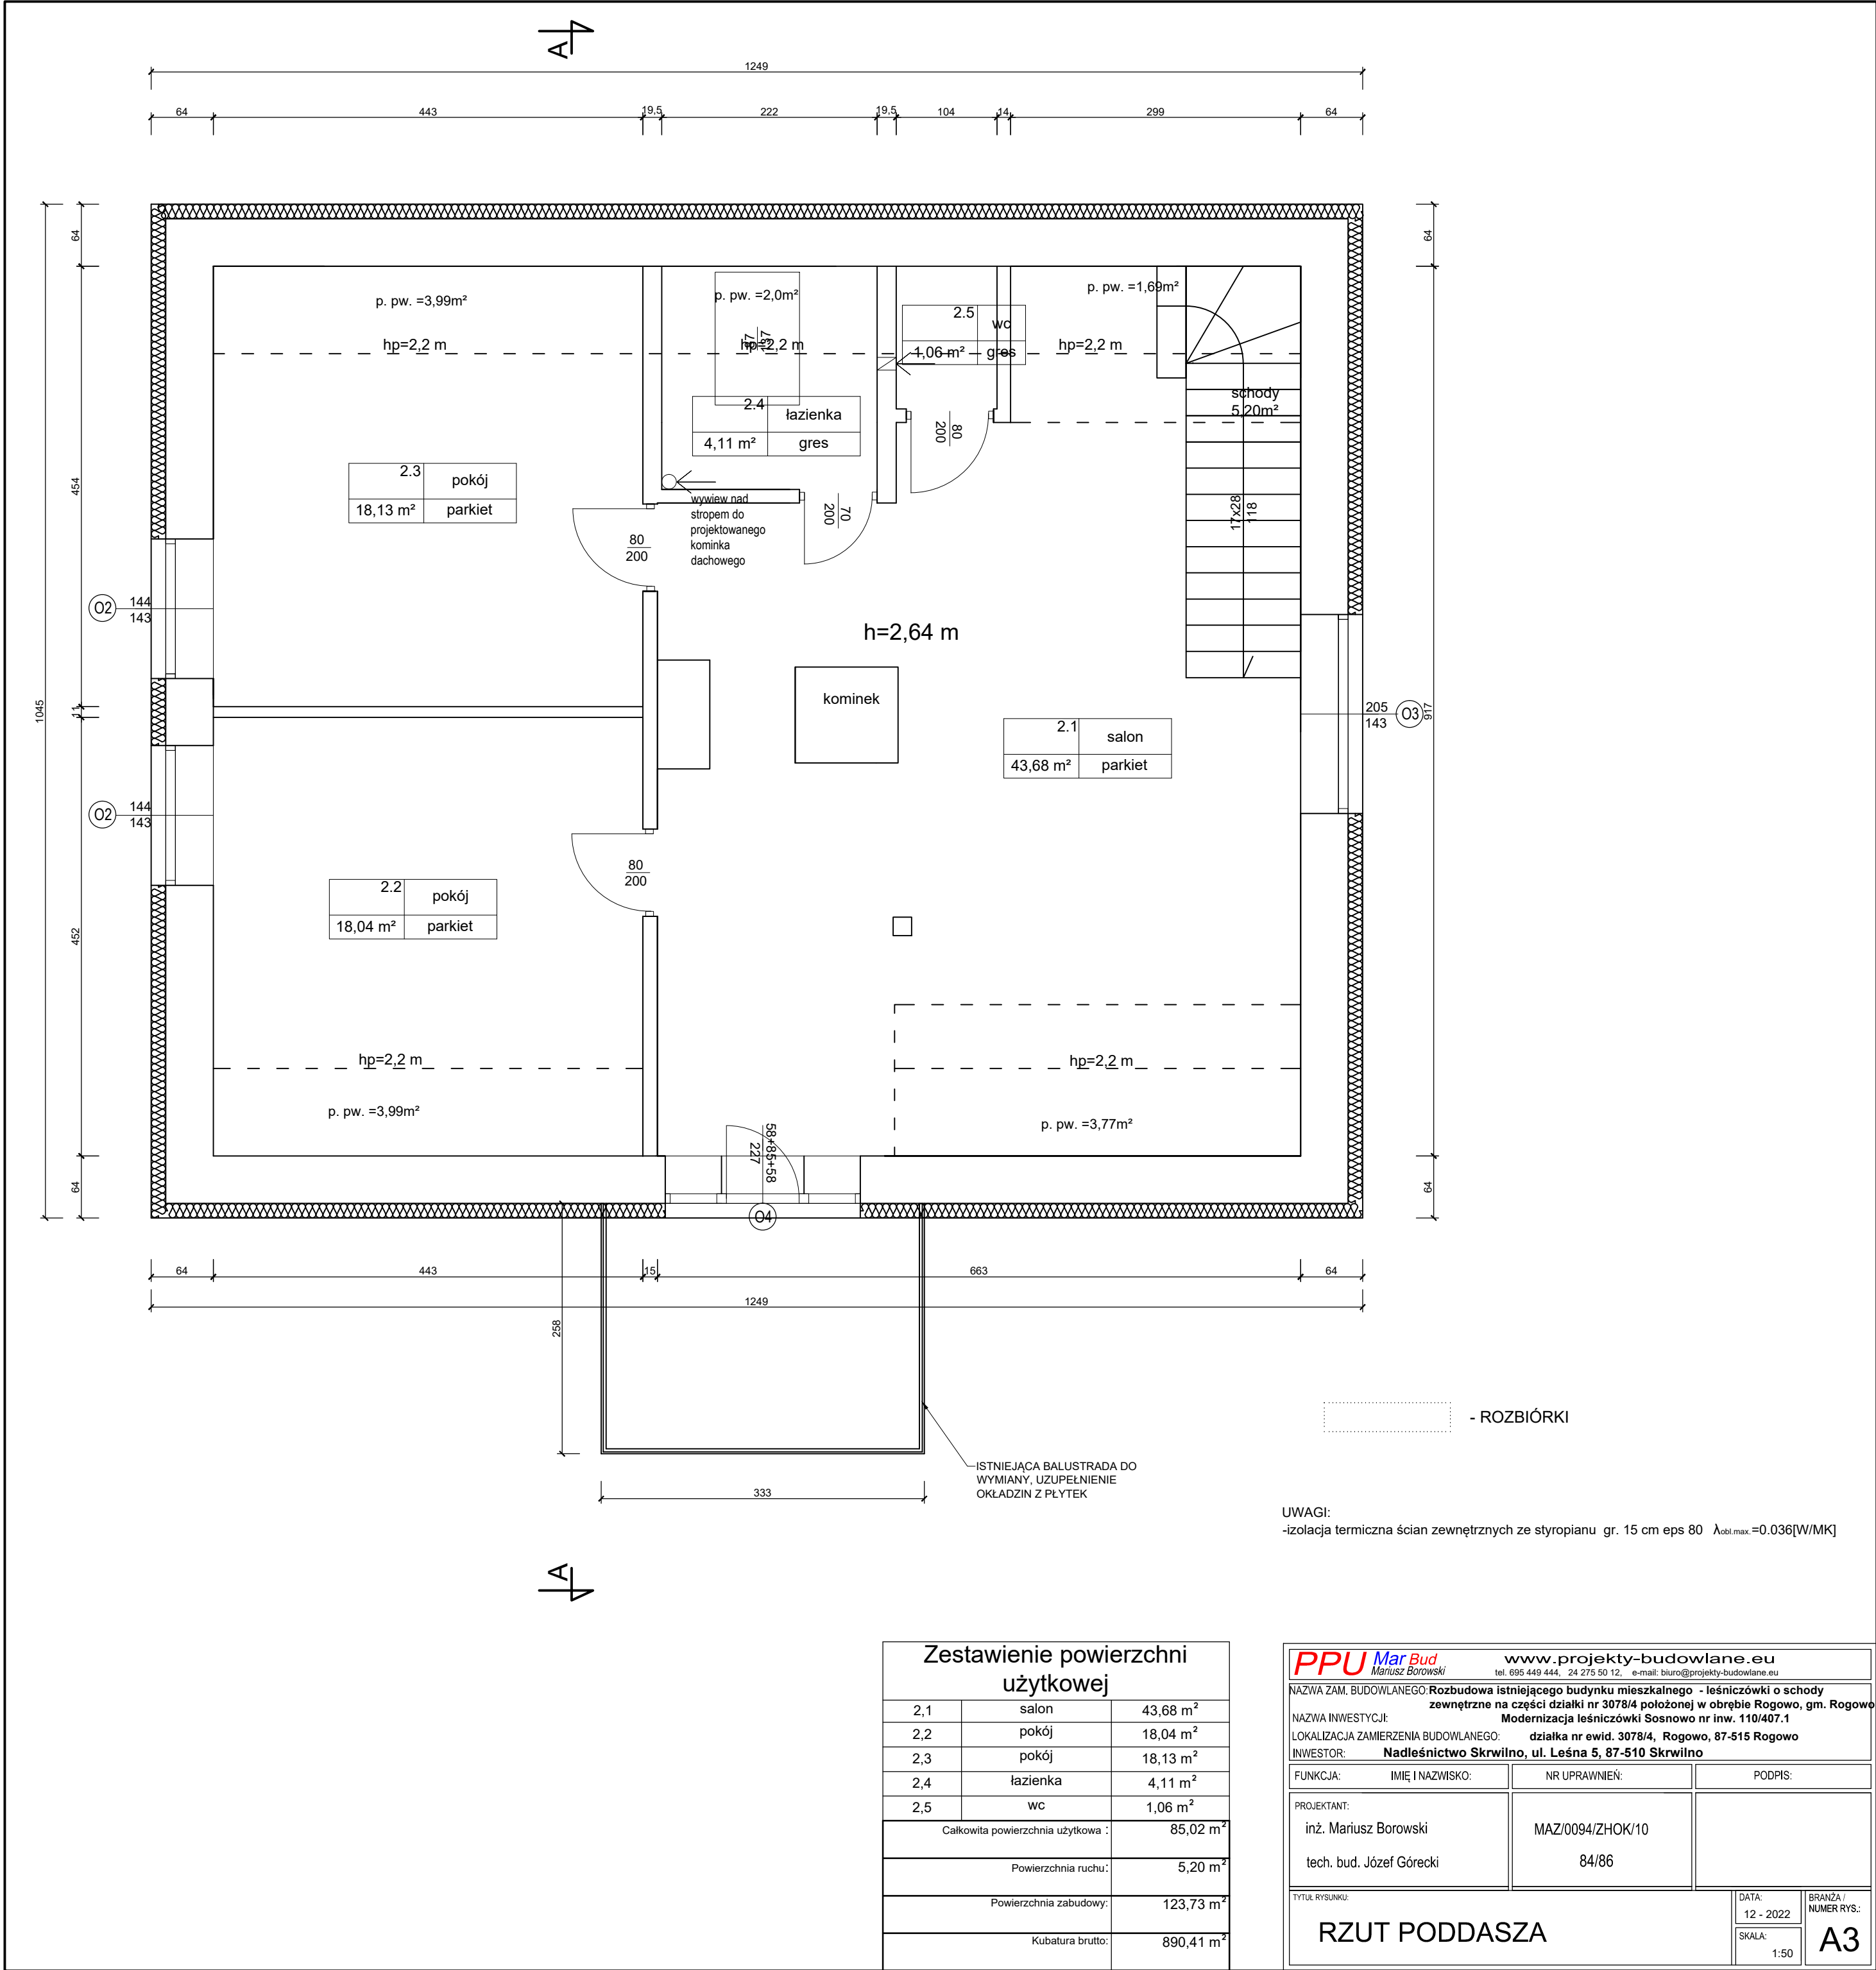 A
1249
64 443 19,5 222 19,5 104 14 299 64
64
454
11
452
64
1045
64
917
64
p. pw. =3,99m²
hp=2,2 m
p. pw. =2,0m²
hp=2,2 m
2.5 wc
1,06 m² gres
p. pw. =1,69m²
hp=2,2 m
schody
5,20m²
17x28
118
2.4 łazienka
4,11 m² gres
80
200
70
200
wywiew nad
stropem do
projektowanego
kominka
dachowego
2.3 pokój
18,13 m² parkiet
80
200
O2 144
143
h=2,64 m
kominek
2.1 salon
43,68 m² parkiet
205 O3
143
O2 144
143
80
200
2.2 pokój
18,04 m² parkiet
hp=2,2 m
p. pw. =3,99m²
hp=2,2 m
p. pw. =3,77m²
58+85+58
227
O4
64 443 15 663 64
1249
258
333
ISTNIEJĄCA BALUSTRADA DO
WYMIANY, UZUPEŁNIENIE
OKŁADZIN Z PŁYTEK
- ROZBIÓRKI
UWAGI:
-izolacja termiczna ścian zewnętrznych ze styropianu gr. 15 cm eps 80 λobl.max.=0.036[W/MK]
A
Zestawienie powierzchni
użytkowej
2,1 salon 43,68 m²
2,2 pokój 18,04 m²
2,3 pokój 18,13 m²
2,4 łazienka 4,11 m²
2,5 wc 1,06 m²
Całkowita powierzchnia użytkowa : 85,02 m²
Powierzchnia ruchu: 5,20 m²
Powierzchnia zabudowy: 123,73 m²
Kubatura brutto: 890,41 m²
PPU Mar Bud
Mariusz Borowski
www.projekty-budowlane.eu
tel. 695 449 444, 24 275 50 12, e-mail: biuro@projekty-budowlane.eu
NAZWA ZAM. BUDOWLANEGO: Rozbudowa istniejącego budynku mieszkalnego - leśniczówki o schody
zewnętrzne na części działki nr 3078/4 położonej w obrębie Rogowo, gm. Rogowo
NAZWA INWESTYCJI: Modernizacja leśniczówki Sosnowo nr inw. 110/407.1
LOKALIZACJA ZAMIERZENIA BUDOWLANEGO: działka nr ewid. 3078/4, Rogowo, 87-515 Rogowo
INWESTOR: Nadleśnictwo Skrwilno, ul. Leśna 5, 87-510 Skrwilno
FUNKCJA: IMIĘ I NAZWISKO: NR UPRAWNIEŃ: PODPIS:
PROJEKTANT:
inż. Mariusz Borowski MAZ/0094/ZHOK/10
tech. bud. Józef Górecki 84/86
TYTUŁ RYSUNKU:
RZUT PODDASZA
DATA:
12 - 2022
SKALA:
1:50
BRANŻA /
NUMER RYS.:
A3